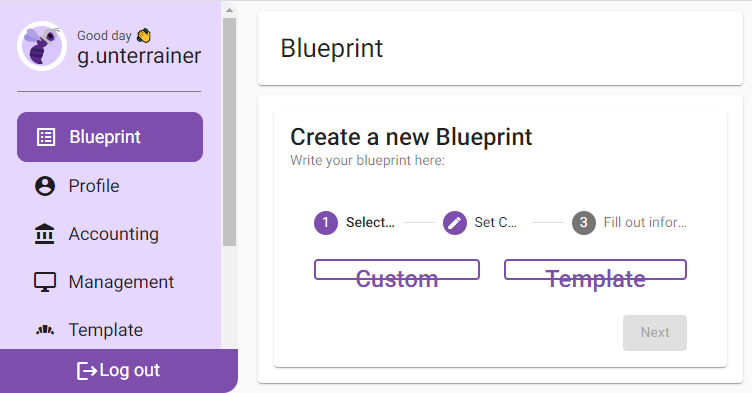 Good day 👏
g.unterrainer
Blueprint
Profile
Accounting
Management
Template
Log out
Blueprint
Create a new Blueprint
Write your blueprint here:
1 Select... Set C... 3 Fill out infor...
Custom Template
Next